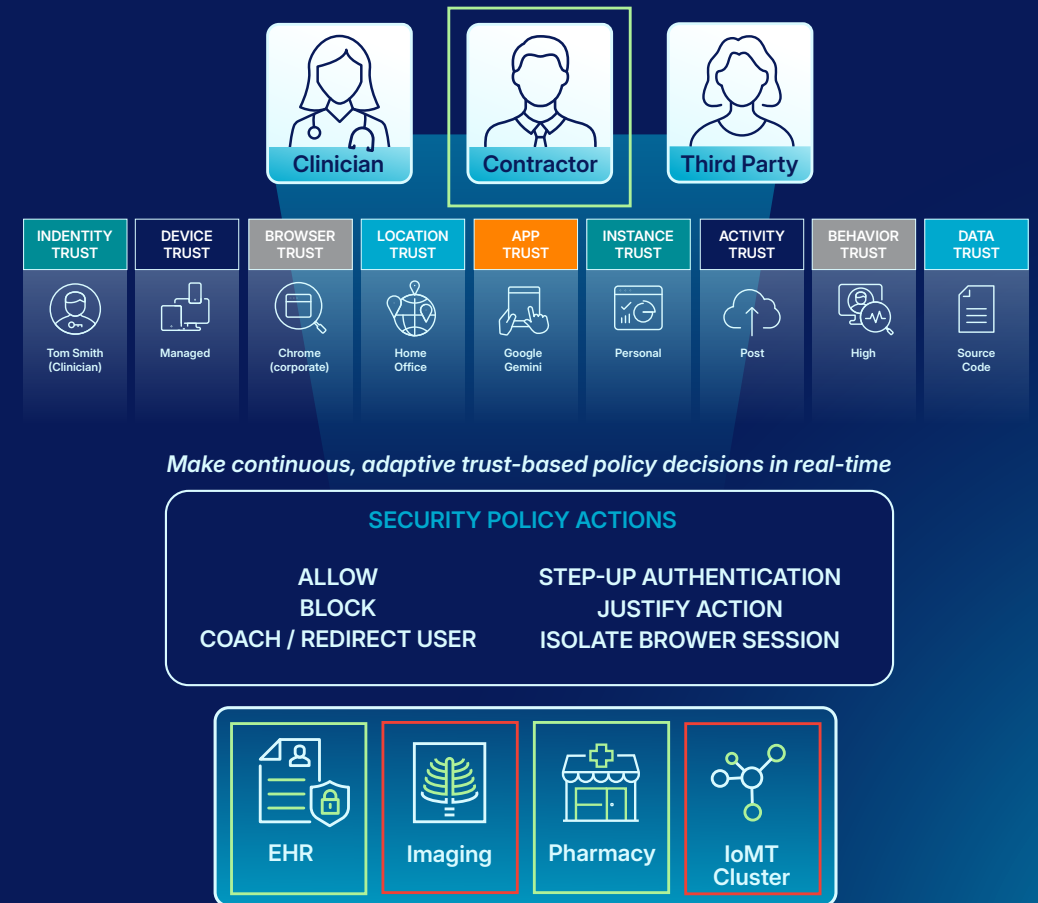 Clinician
Contractor
Third Party
INDENTITY
TRUST
DEVICE
TRUST
BROWSER
TRUST
LOCATION
TRUST
APP
TRUST
INSTANCE
TRUST
ACTIVITY
TRUST
BEHAVIOR
TRUST
DATA
TRUST
Tom Smith
(Clinician)
Managed
Chrome
(corporate)
Home
Office
Google
Gemini
Personal
Post
High
Source
Code
Make continuous, adaptive trust-based policy decisions in real-time
SECURITY POLICY ACTIONS
ALLOW
BLOCK
COACH / REDIRECT USER
STEP-UP AUTHENTICATION
JUSTIFY ACTION
ISOLATE BROWER SESSION
EHR
Imaging
Pharmacy
IoMT
Cluster